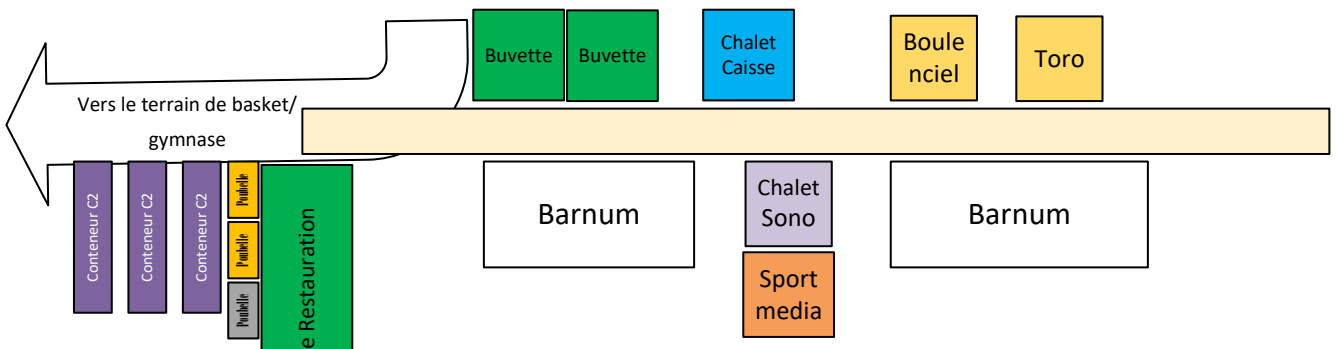 Buvette
Buvette
Chalet
Caisse
Boule
nciel
Toro
Vers le terrain de basket/
gymnase
Conteneur C2
Conteneur C2
Conteneur C2
Poubelle
Poubelle
Poubelle
e Restauration
Barnum
Chalet
Sono
Barnum
Sport
media